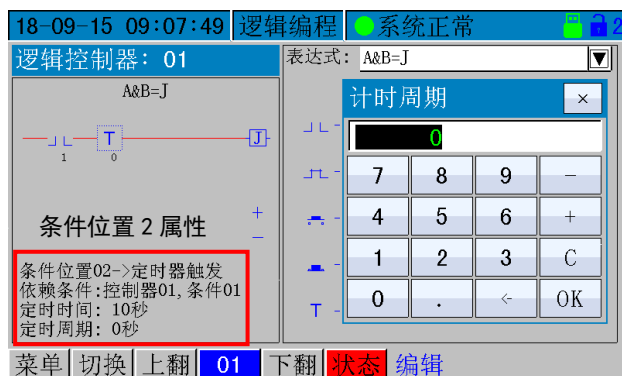 18-09-15 09:07:49 逻辑编程 系统正常 2
逻辑控制器: 01
表达式: A&B=J
A&B=J
T J
1 0
条件位置 2 属性
+
−
条件位置02->定时器触发
依赖条件:控制器01,条件01
定时时间: 10秒
定时周期: 0秒
T
计时周期 ×
0
7 8 9 −
4 5 6 +
1 2 3 C
0 . <- OK
菜单 切换 上翻 01 下翻 状态 编辑